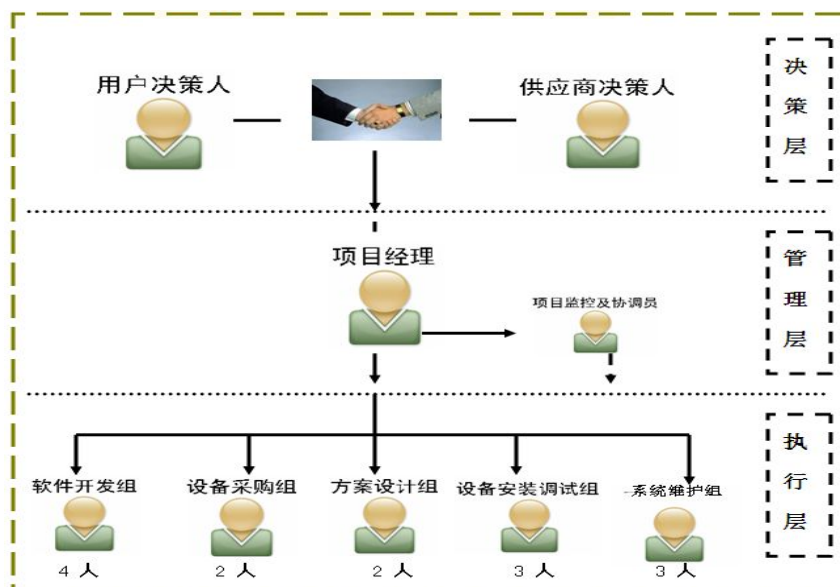 用户决策人
供应商决策人
决策层
项目经理
项目监控及协调员
管理层
软件开发组
设备采购组
方案设计组
设备安装调试组
系统维护组
4 人
2 人
2 人
3 人
3 人
执行层